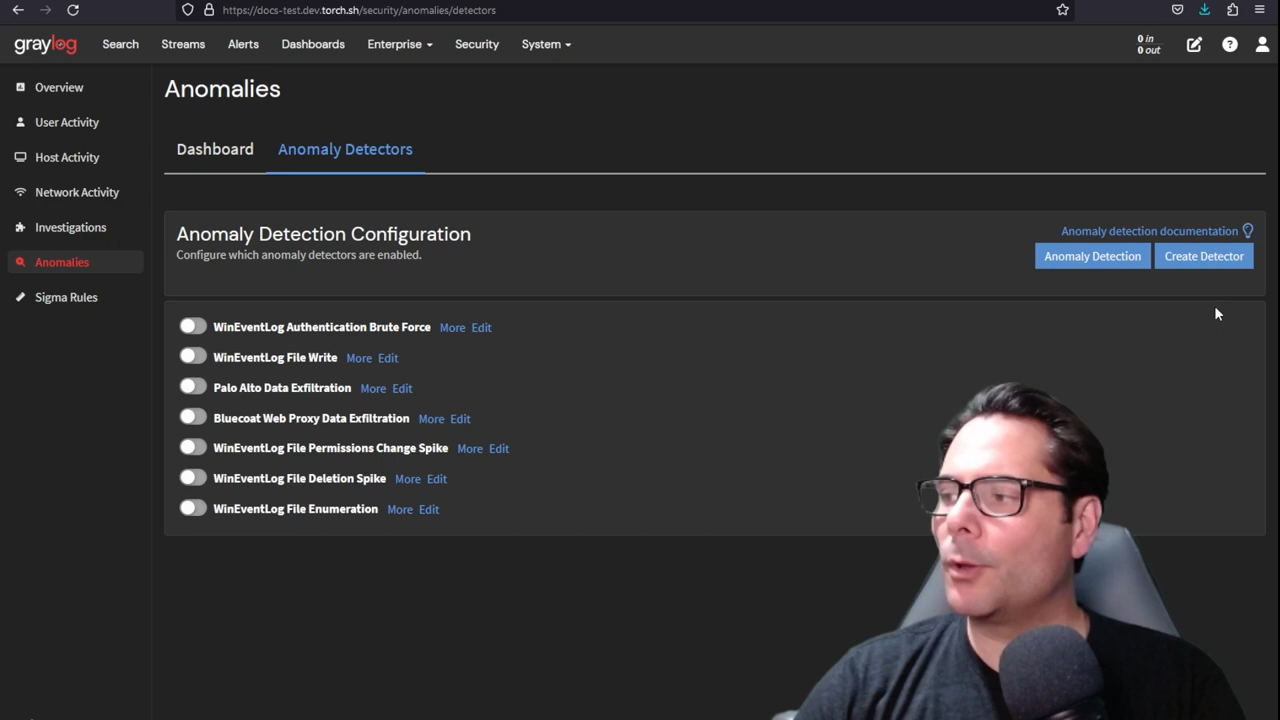 https://docs-test.dev.torch.sh/security/anomalies/detectors
graylog Search Streams Alerts Dashboards Enterprise Security System 0 in 0 out
Overview
User Activity
Host Activity
Network Activity
Investigations
Anomalies
Sigma Rules
Anomalies
Dashboard Anomaly Detectors
Anomaly Detection Configuration
Configure which anomaly detectors are enabled.
Anomaly detection documentation
Anomaly Detection Create Detector
WinEventLog Authentication Brute Force More Edit
WinEventLog File Write More Edit
Palo Alto Data Exfiltration More Edit
Bluecoat Web Proxy Data Exfiltration More Edit
WinEventLog File Permissions Change Spike More Edit
WinEventLog File Deletion Spike More Edit
WinEventLog File Enumeration More Edit